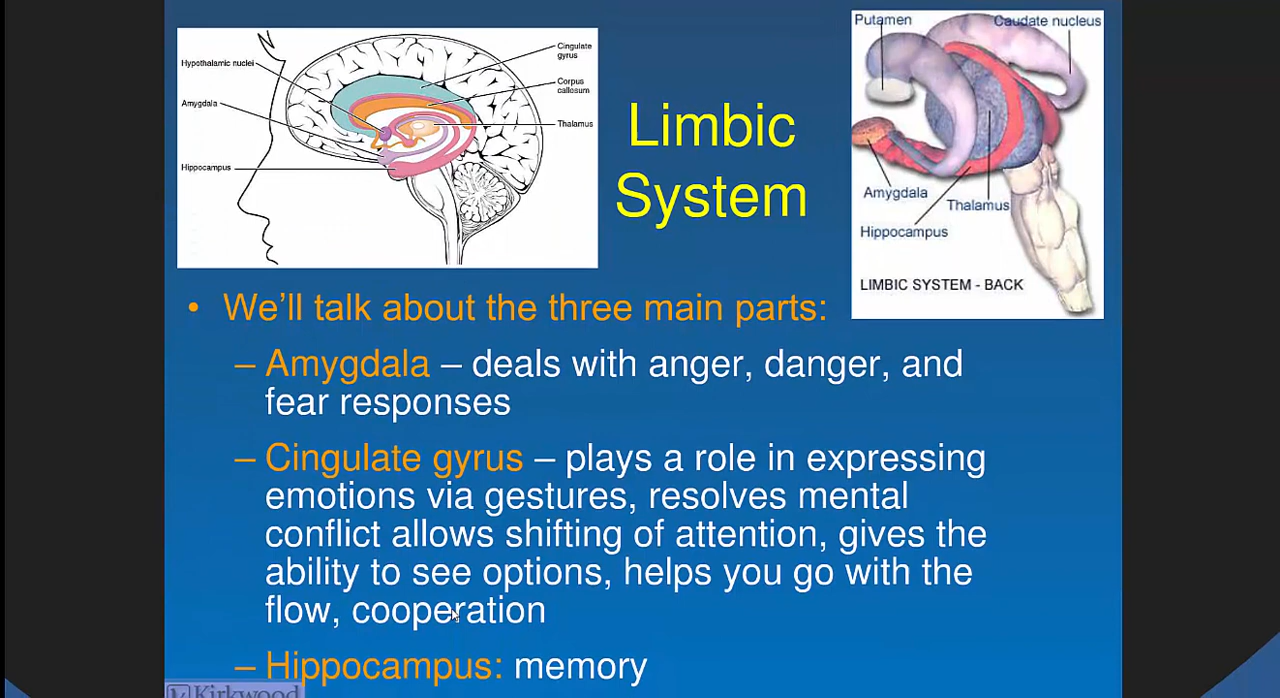 Hypothalamic nuclei
Amygdala
Hippocampus
Cingulate
gyrus
Corpus
callosum
Thalamus
Limbic
System
Putamen
Caudate nucleus
Amygdala
Thalamus
Hippocampus
LIMBIC SYSTEM - BACK
• We’ll talk about the three main parts:
– Amygdala – deals with anger, danger, and
fear responses
– Cingulate gyrus – plays a role in expressing
emotions via gestures, resolves mental
conflict allows shifting of attention, gives the
ability to see options, helps you go with the
flow, cooperation
– Hippocampus: memory
Kirkwood